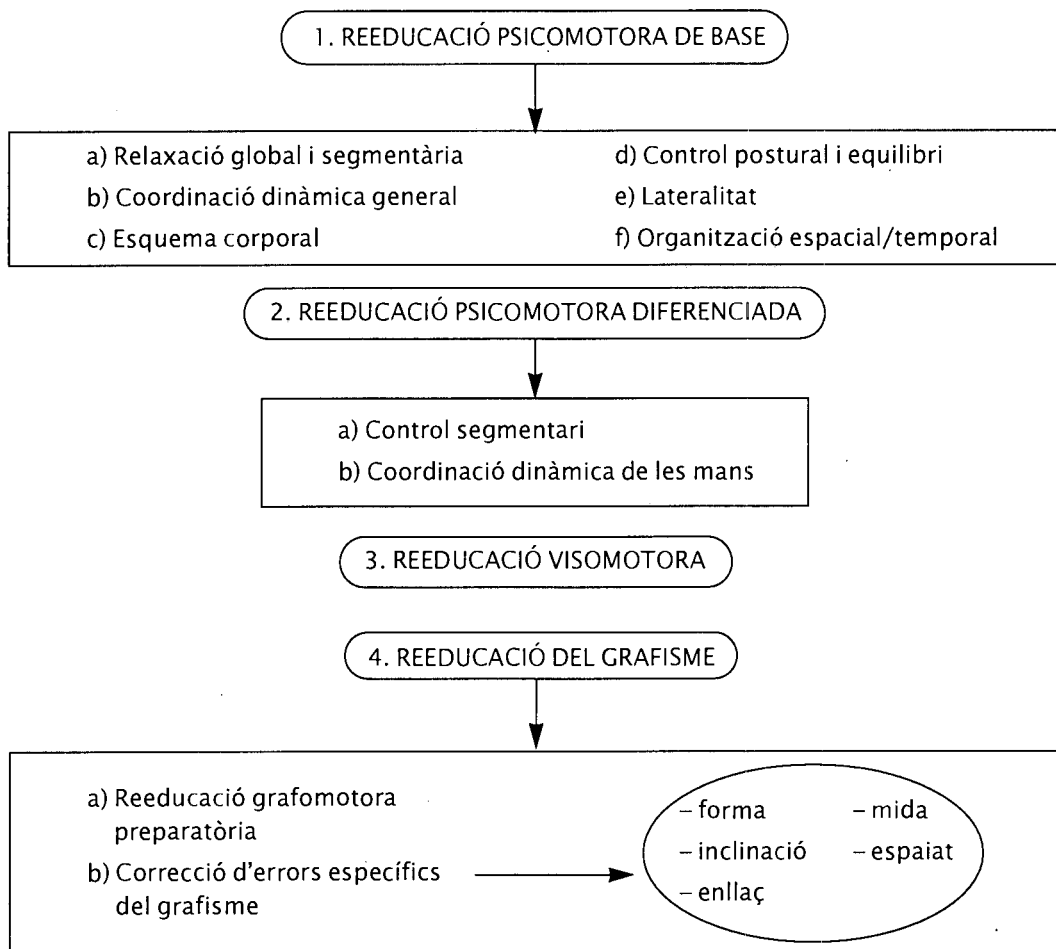 1. REEDUCACIÓ PSICOMOTORA DE BASE
a) Relaxació global i segmentària
b) Coordinació dinàmica general
c) Esquema corporal
d) Control postural i equilibri
e) Lateralitat
f) Organització espacial/temporal
2. REEDUCACIÓ PSICOMOTORA DIFERENCIADA
a) Control segmentari
b) Coordinació dinàmica de les mans
3. REEDUCACIÓ VISOMOTORA
4. REEDUCACIÓ DEL GRAFISME
a) Reeducació grafomotora
preparatòria
b) Correcció d'errors específics
del grafisme
– forma
– inclinació
– enllaç
– mida
– espaiat